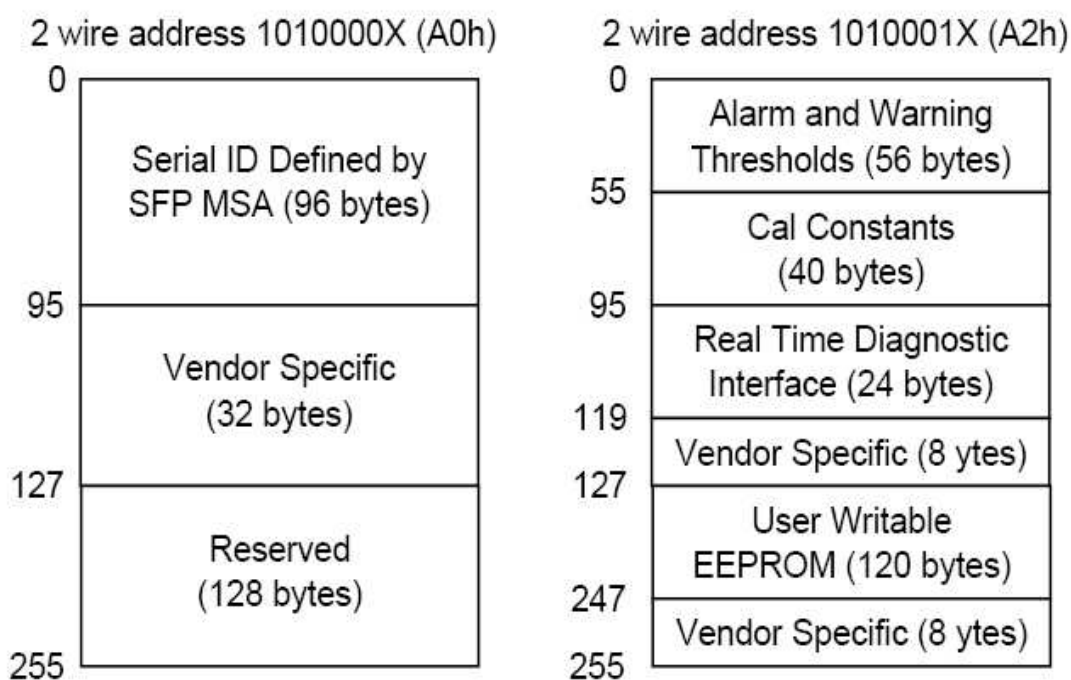 2 wire address 1010000X (A0h)
0
Serial ID Defined by
SFP MSA (96 bytes)
95
Vendor Specific
(32 bytes)
127
Reserved
(128 bytes)
255
2 wire address 1010001X (A2h)
0
Alarm and Warning
Thresholds (56 bytes)
55
Cal Constants
(40 bytes)
95
Real Time Diagnostic
Interface (24 bytes)
119
Vendor Specific (8 ytes)
127
User Writable
EEPROM (120 bytes)
247
Vendor Specific (8 ytes)
255